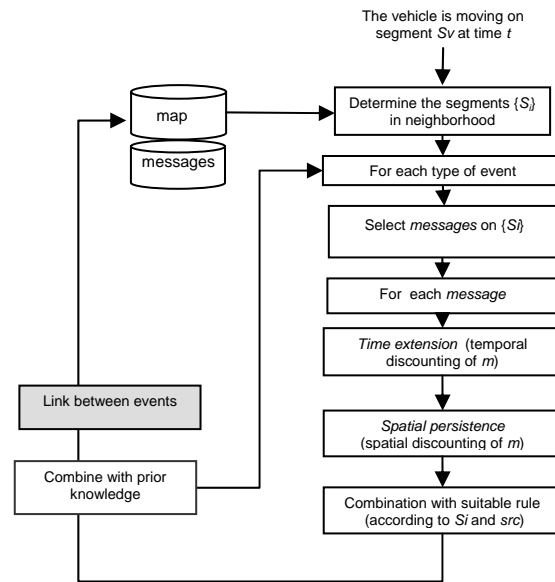 The vehicle is moving on
segment Sv at time t
map
messages
Determine the segments {Si}
in neighborhood
For each type of event
Select messages on {Si}
For each message
Time extension (temporal
discounting of m)
Link between events
Spatial persistence
(spatial discounting of m)
Combine with prior
knowledge
Combination with suitable rule
(according to Si and src)